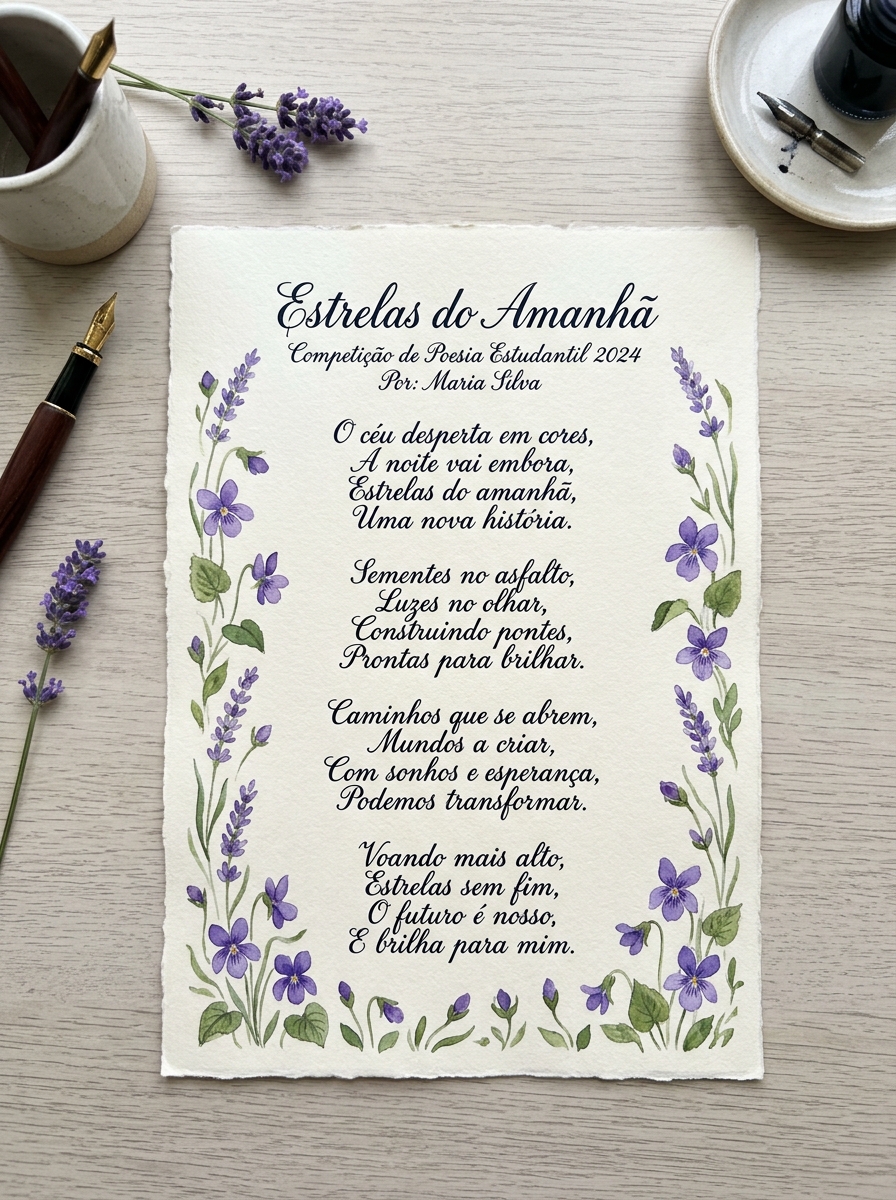 Estrelas do Amanhã
Competição de Poesia Estudantil 2024
Por: Maria Silva
O céu desperta em cores,
A noite vai embora,
Estrelas do amanhã,
Uma nova história.
Sementes no asfalto,
Luzes no olhar,
Construindo pontes,
Prontas para brilhar.
Caminhos que se abrem,
Mundos a criar,
Com sonhos e esperança,
Podemos transformar.
Voando mais alto,
Estrelas sem fim,
O futuro é nosso,
E brilha para mim.